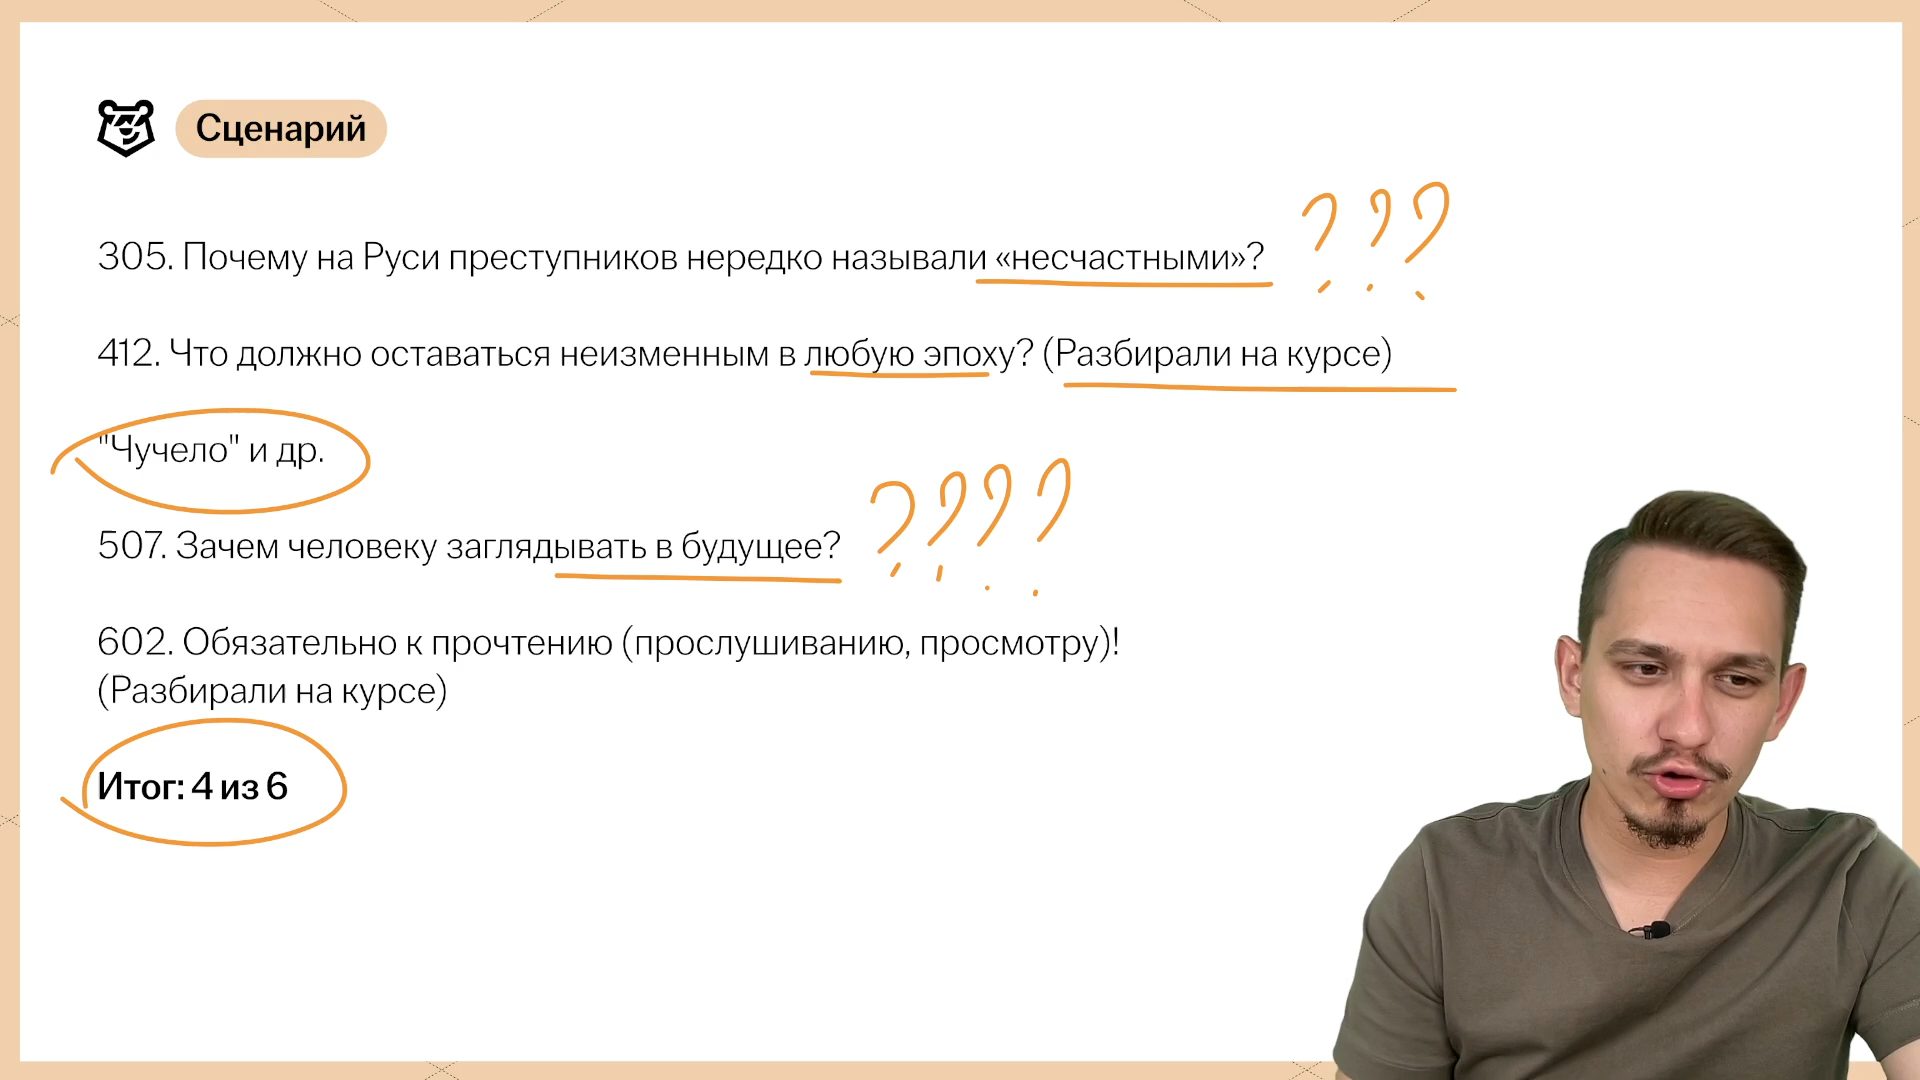 Сценарий
305. Почему на Руси преступников нередко называли «несчастными»? ???
412. Что должно оставаться неизменным в любую эпоху? (Разбирали на курсе)
"Чучело" и др.
507. Зачем человеку заглядывать в будущее? ????
602. Обязательно к прочтению (прослушиванию, просмотру)!
(Разбирали на курсе)
Итог: 4 из 6